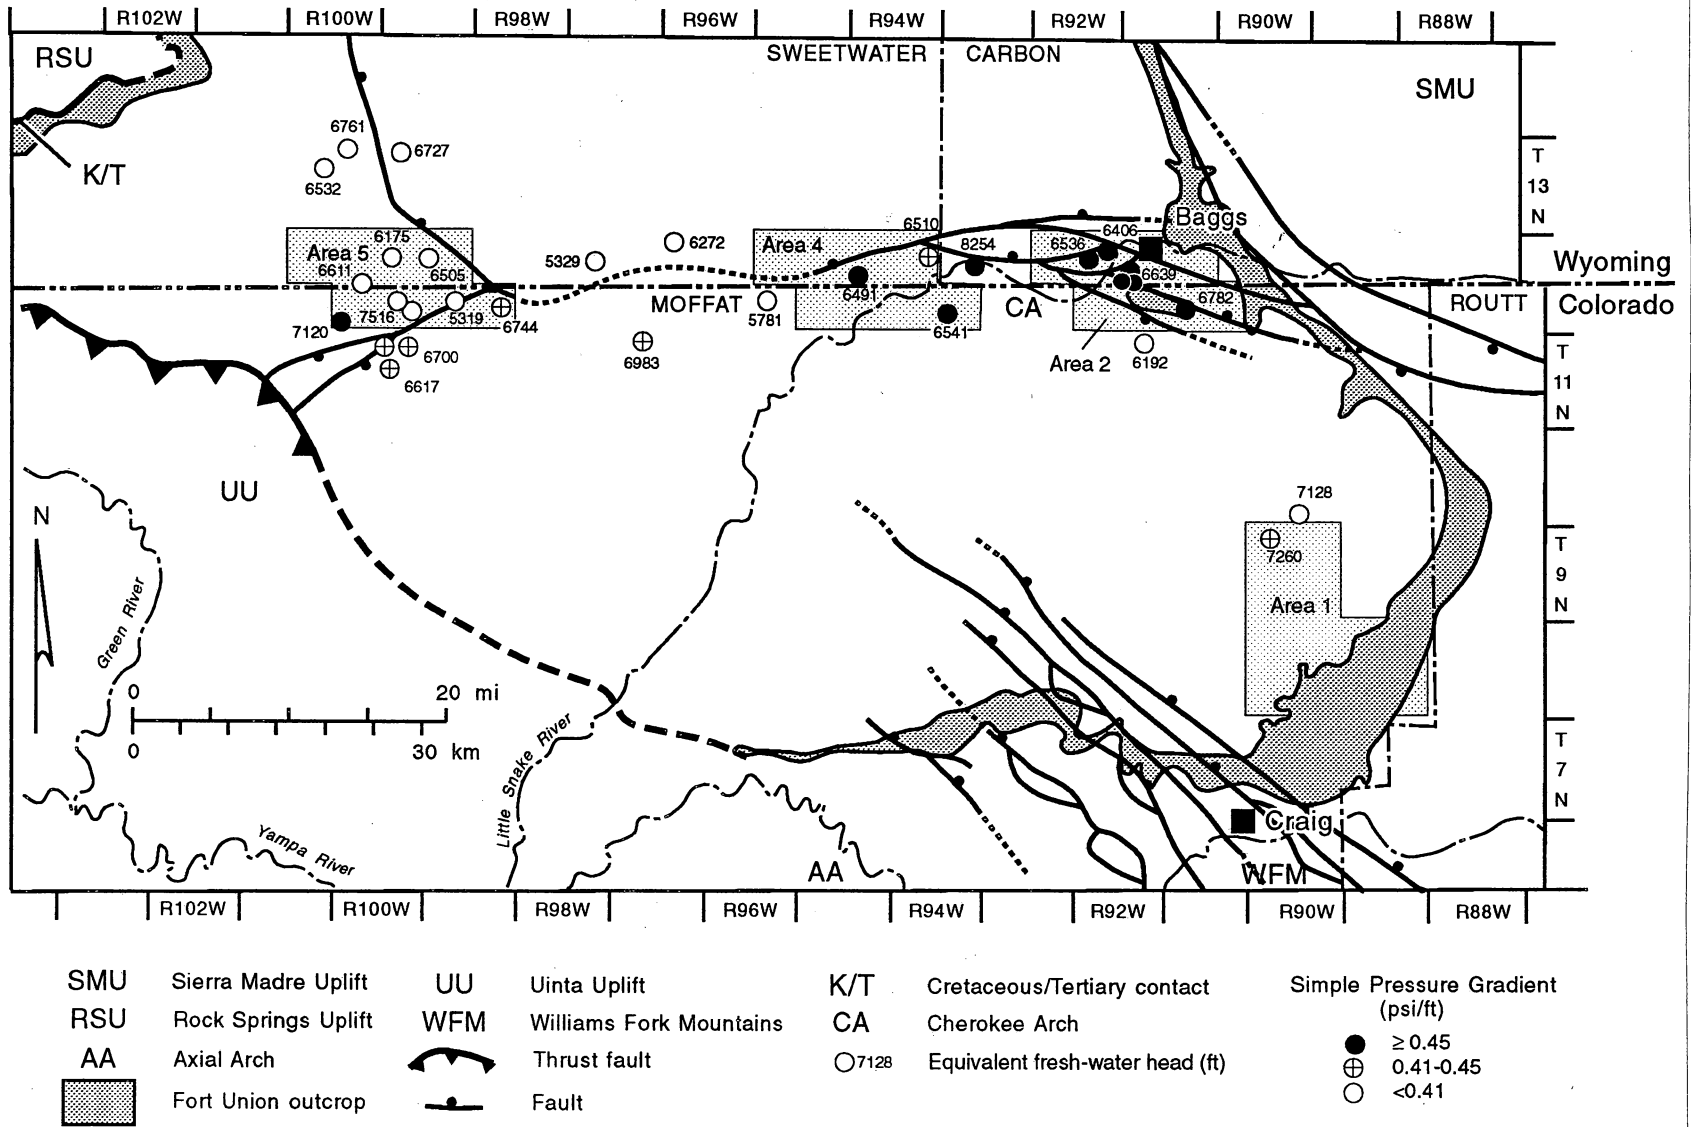 R102W R100W R98W R96W R94W R92W R90W R88W
RSU
SWEETWATER CARBON
SMU
K/T
6761
6727
6532
T
13
N
Baggs
6510
6406
6175
Area 5
6611
6505
5329
6272
Area 4
8254
6536
6639
6491
6782
Wyoming
Colorado
MOFFAT
CA
ROUTT
7516
5319
6744
7120
5781
6541
6700
6617
6983
Area 2
6192
T
11
N
UU
N
7128
7260
T
9
N
Area 1
Green River
0 20 mi
0 30 km
Little Snake River
Yampa River
T
7
N
Craig
AA
WFM
R102W R100W R98W R96W R94W R92W R90W R88W
SMU Sierra Madre Uplift
RSU Rock Springs Uplift
AA Axial Arch
Fort Union outcrop
UU Uinta Uplift
WFM Williams Fork Mountains
Thrust fault
Fault
K/T Cretaceous/Tertiary contact
CA Cherokee Arch
7128 Equivalent fresh-water head (ft)
Simple Pressure Gradient
(psi/ft)
≥ 0.45
0.41-0.45
<0.41